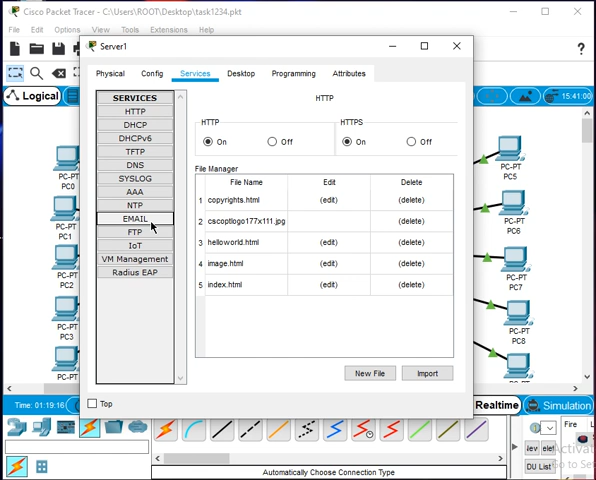 Cisco Packet Tracer - C:\Users\ROOT\Desktop\task1234.pkt
File Edit Options View Tools Extensions Help
Server1
Physical Config Services Desktop Programming Attributes
Logical
15:41:00
SERVICES
HTTP
DHCP
DHCPv6
TFTP
DNS
SYSLOG
AAA
NTP
EMAIL
FTP
IoT
VM Management
Radius EAP
HTTP
HTTP
On Off
HTTPS
On Off
File Manager
File Name Edit Delete
1 copyrights.html (edit) (delete)
2 cscoptlogo177x111.jpg (delete)
3 helloworld.html (edit) (delete)
4 image.html (edit) (delete)
5 index.html (edit) (delete)
New File Import
Top
PC-PT
PC0
PC-PT
PC1
PC-PT
PC2
PC-PT
PC3
PC-PT
PC-PT
PC5
PC-PT
PC6
PC-PT
PC7
PC-PT
PC8
PC-PT
Time: 01:19:16
Realtime Simulation
Automatically Choose Connection Type
Fire
DU List